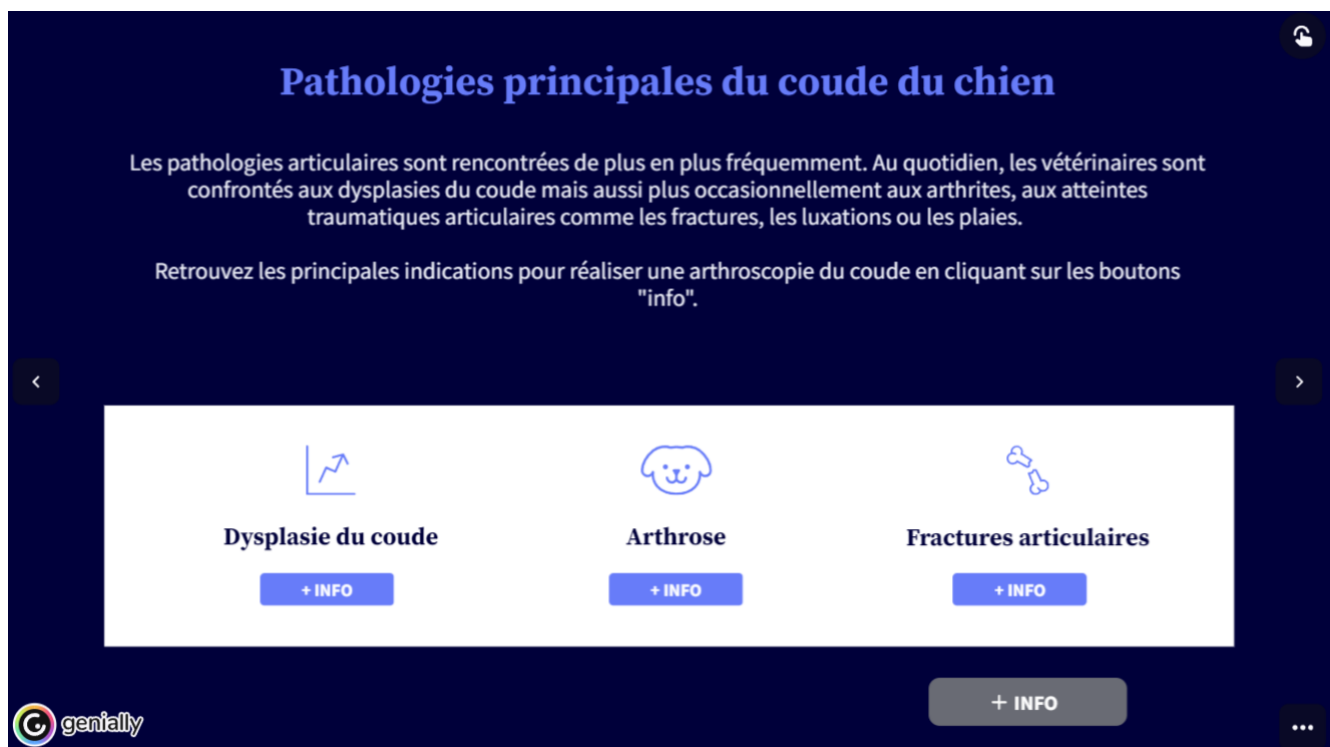 Pathologies principales du coude du chien
Les pathologies articulaires sont rencontrées de plus en plus fréquemment. Au quotidien, les vétérinaires sont
confrontés aux dysplasies du coude mais aussi plus occasionnellement aux arthrites, aux atteintes
traumatiques articulaires comme les fractures, les luxations ou les plaies.
Retrouvez les principales indications pour réaliser une arthroscopie du coude en cliquant sur les boutons
"info".
Dysplasie du coude
+ INFO
Arthrose
+ INFO
Fractures articulaires
+ INFO
+ INFO
genially